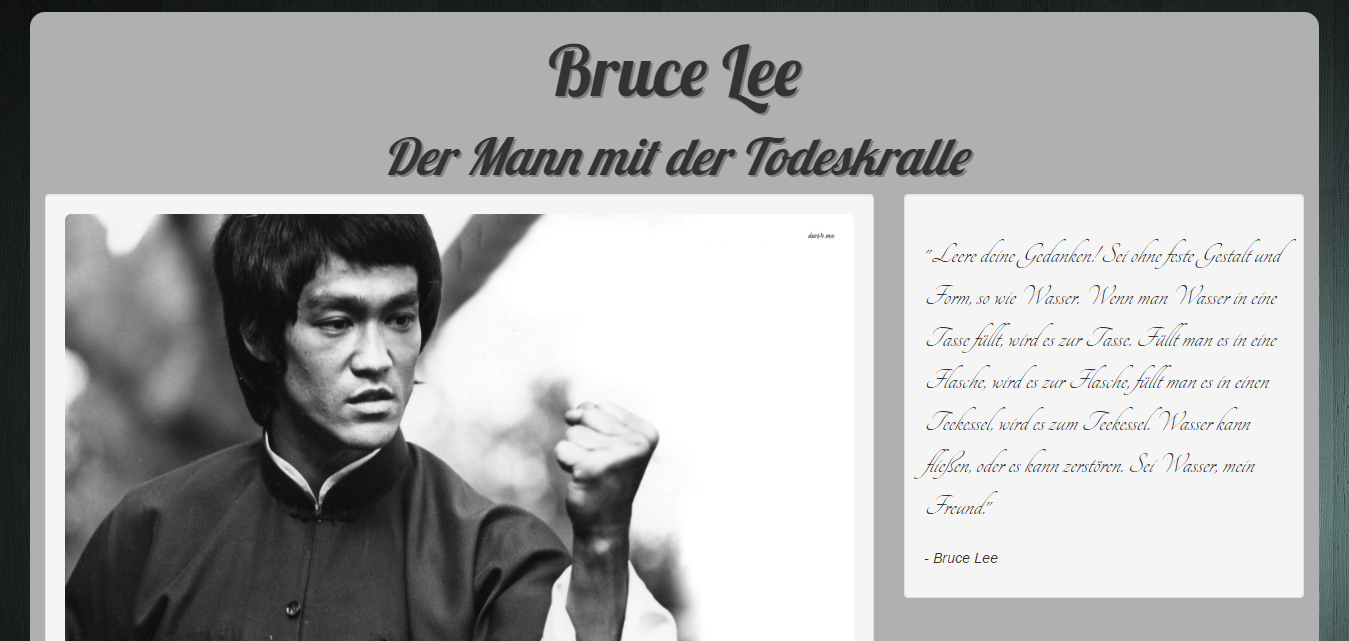 Bruce Lee
Der Mann mit der Todeskralle
"Leere deine Gedanken! Sei ohne feste Gestalt und
Form, so wie Wasser. Wenn man Wasser in eine
Tasse füllt, wird es zur Tasse. Füllt man es in eine
Flasche, wird es zur Flasche, füllt man es in einen
Teekessel, wird es zum Teekessel. Wasser kann
fließen, oder es kann zerstören. Sei Wasser, mein
Freund."
- Bruce Lee